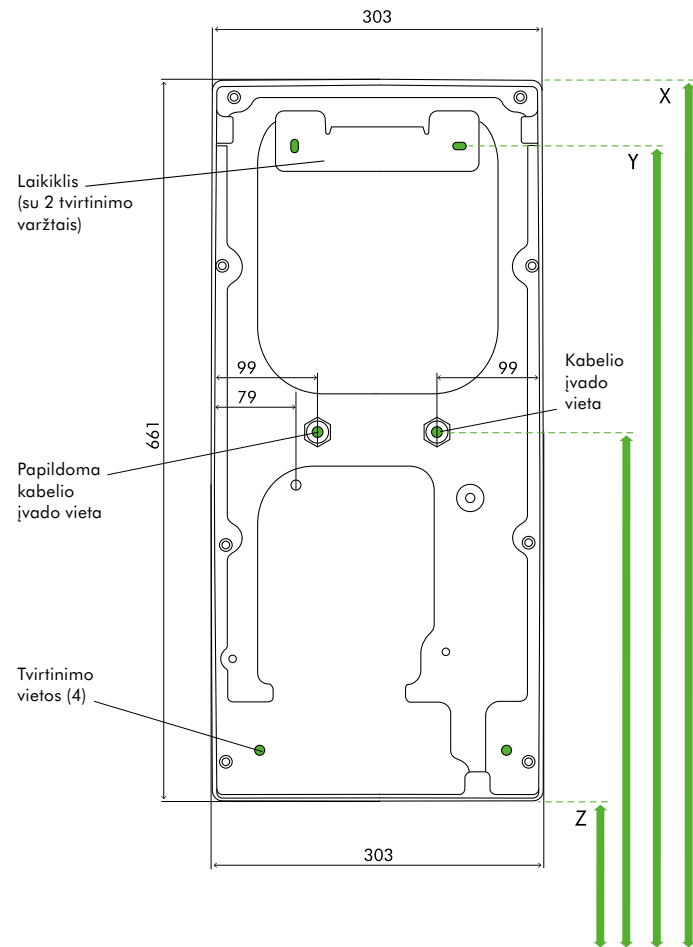 303
X
Y
Laikiklis
(su 2 tvirtinimo
varžtais)
Kabelio
įvado
vieta
99
99
79
661
Papildoma
kabelio
įvado vieta
Tvirtinimo
vietos (4)
Z
303